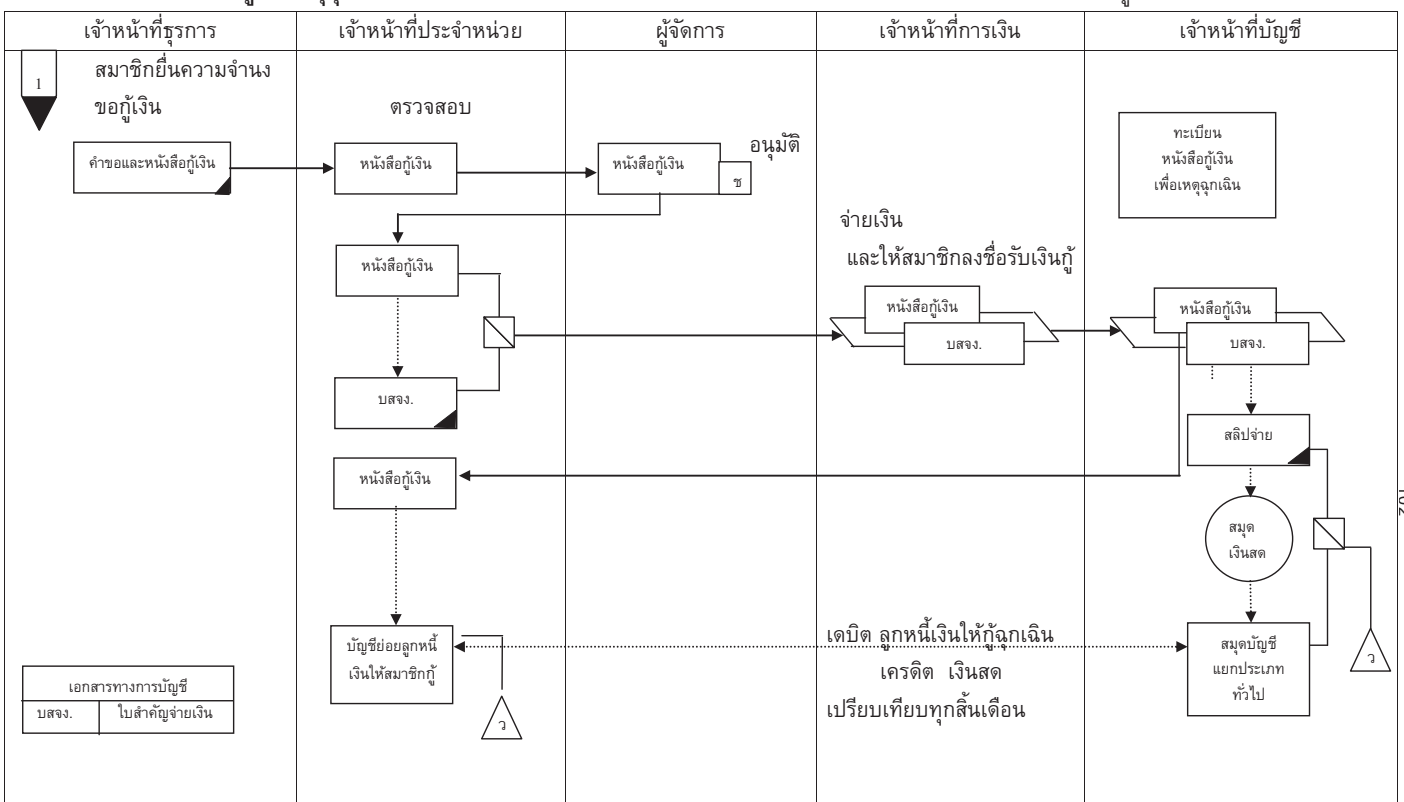 เจ้าหน้าที่ธุรการ
เจ้าหน้าที่ประจำหน่วย
ผู้จัดการ
เจ้าหน้าที่การเงิน
เจ้าหน้าที่บัญชี
1
สมาชิกยื่นความจำนง
ขอกู้เงิน
คำขอและหนังสือกู้เงิน
ตรวจสอบ
หนังสือกู้เงิน
หนังสือกู้เงิน
ช
อนุมัติ
ทะเบียน
หนังสือกู้เงิน
เพื่อเหตุฉุกเฉิน
จ่ายเงิน
และให้สมาชิกลงชื่อรับเงินกู้
หนังสือกู้เงิน
หนังสือกู้เงิน
บสจง.
หนังสือกู้เงิน
บสจง.
บสจง.
สลิปจ่าย
หนังสือกู้เงิน
สมุด
เงินสด
102
บัญชีย่อยลูกหนี้
เงินให้สมาชิกกู้
ว
เดบิต ลูกหนี้เงินให้กู้ฉุกเฉิน
เครดิต เงินสด
เปรียบเทียบทุกสิ้นเดือน
สมุดบัญชี
แยกประเภท
ทั่วไป
ว
เอกสารทางการบัญชี
บสจง. ใบสำคัญจ่ายเงิน